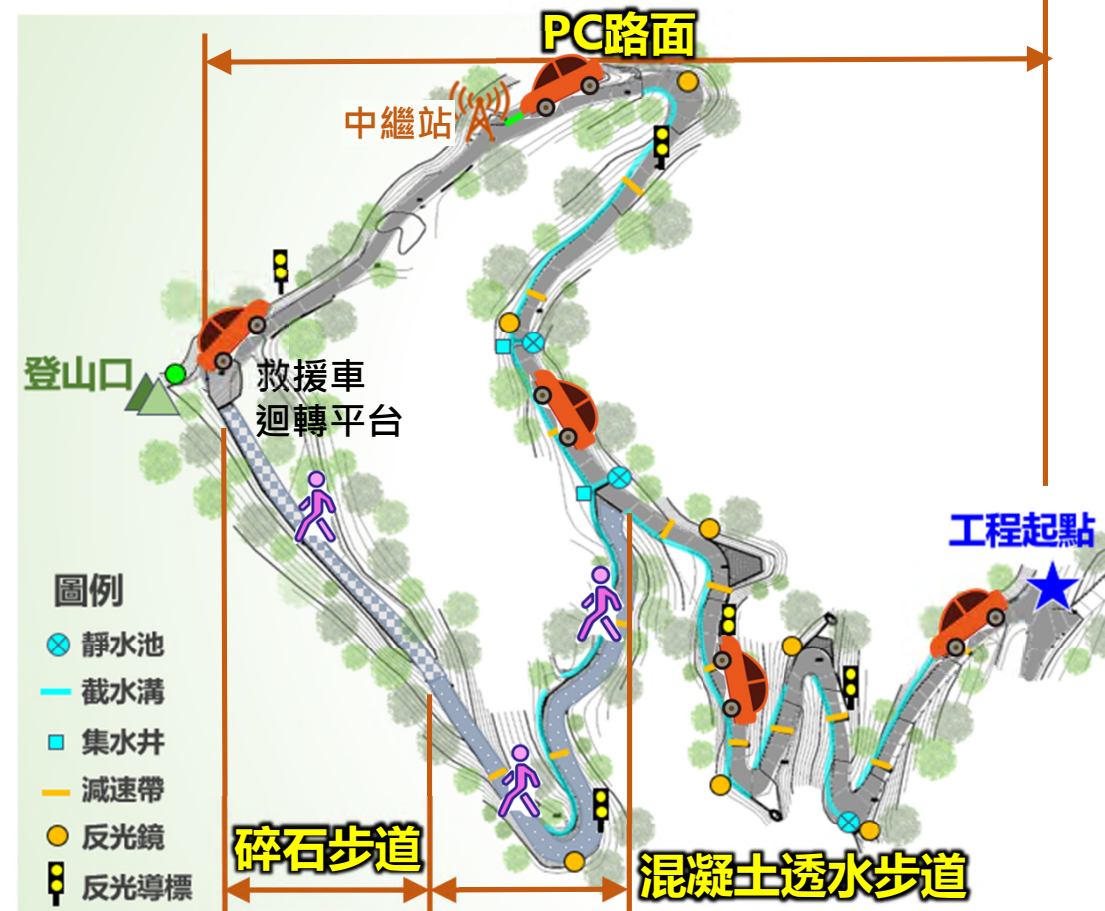 PC路面
中繼站
登山口
救援車
迴轉平台
工程起點
圖例
靜水池
截水溝
集水井
減速帶
反光鏡
反光導標
碎石步道
混凝土透水步道